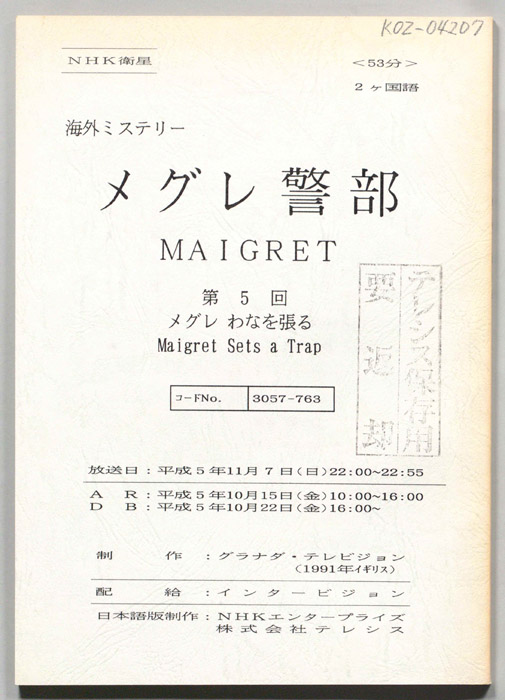 KOZ-04207
NHK衛星
<53分>
2ヶ国語
海外ミステリー
メグレ警部
MAIGRET
第 5 回
メグレ わなを張る
Maigret Sets a Trap
コードNo. 3057-763
テレシス保存用
要返却
放送日：平成5年11月7日(日)22:00~22:55
A R：平成5年10月15日(金)10:00~16:00
D B：平成5年10月22日(金)16:00~
制 作：グラナダ・テレビジョン
(1991年イギリス)
配 給：インタービジョン
日本語版制作：NHKエンタープライズ
株式会社テレシス